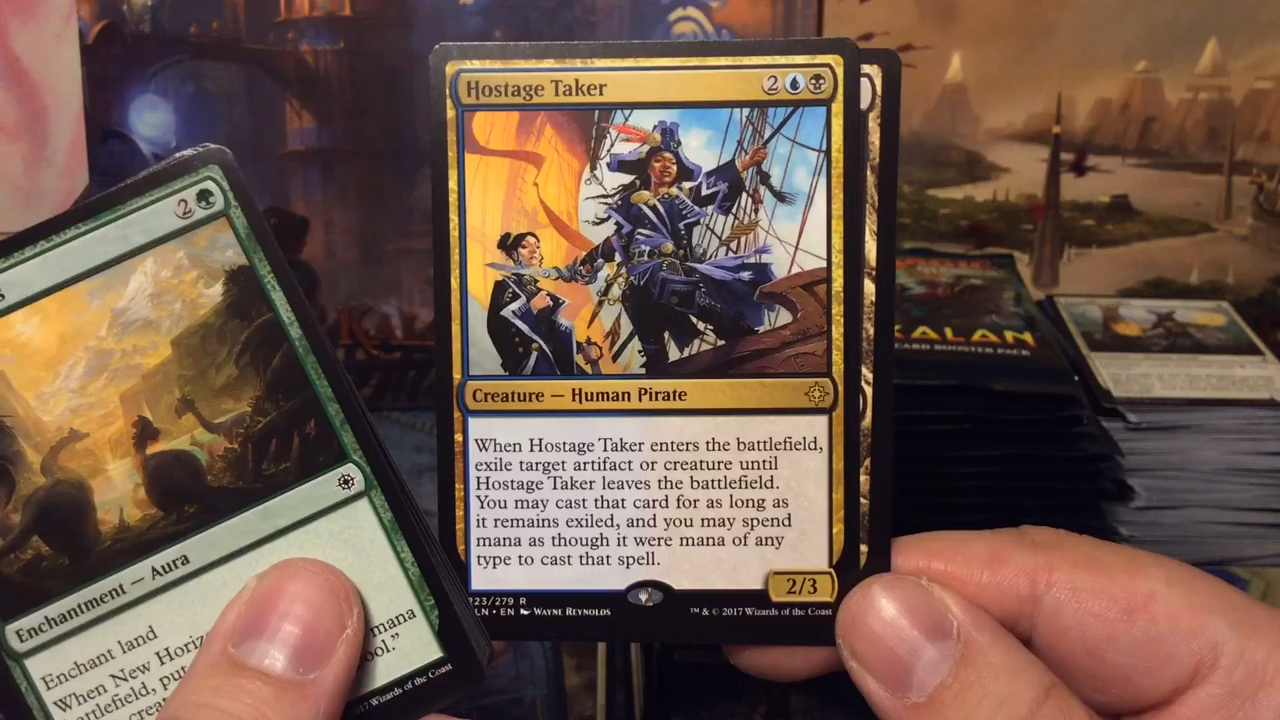 Hostage Taker 2
Creature — Human Pirate
When Hostage Taker enters the battlefield,
exile target artifact or creature until
Hostage Taker leaves the battlefield.
You may cast that card for as long as
it remains exiled, and you may spend
mana as though it were mana of any
type to cast that spell.
2/3
223/279 R
LN • EN WAYNE REYNOLDS
™ & © 2017 Wizards of the Coast
2
Enchantment — Aura
Enchant land
When New Horiz
attlefield, put
mana
ool."
2017 Wizards of the Coast
KALAN
CARD BOOSTER PACK